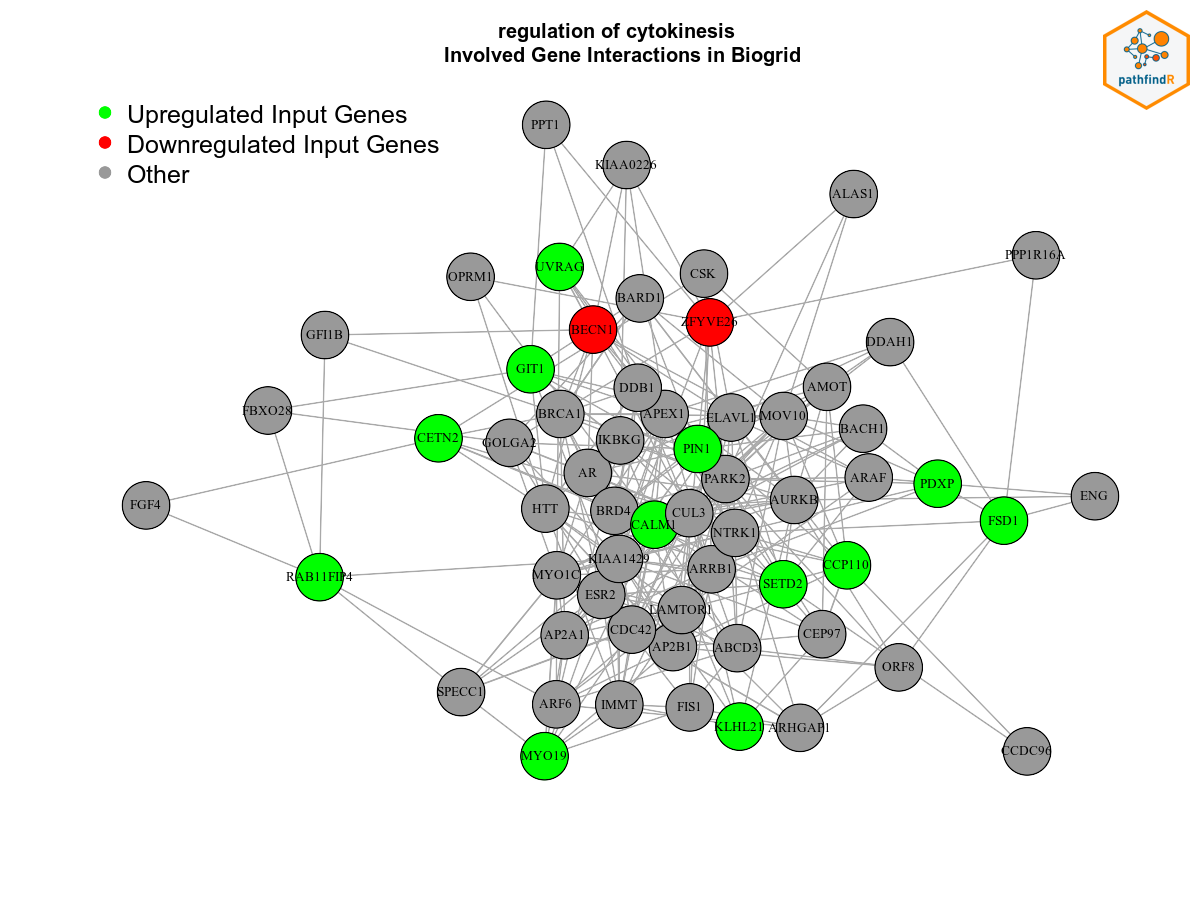 regulation of cytokinesis
Involved Gene Interactions in Biogrid
pathfindR
Upregulated Input Genes
Downregulated Input Genes
Other
PPT1
KIAA0226
ALAS1
PPP1R16A
UVRAG
OPRM1
CSK
BARD1
ZFYVE26
BECN1
GFI1B
DDAH1
GIT1
DDB1
AMOT
FBXO28
BRCA1
APEX1
ELAVL1
MOV10
BACH1
CETN2
GOLGA2
IKBKG
PIN1
AR
PARK2
ARAF
PDXP
ENG
FGF4
HTT
BRD4
CALM1
CUL3
AURKB
FSD1
NTRK1
KIAA1429
MYO1C
ARRB1
CCP110
RAB11FIP4
SETD2
ESR2
LAMTOR1
AP2A1
CDC42
AP2B1
ABCD3
CEP97
ORF8
SPECC1
ARF6
IMMT
FIS1
KLHL21
ARHGAP1
MYO19
CCDC96